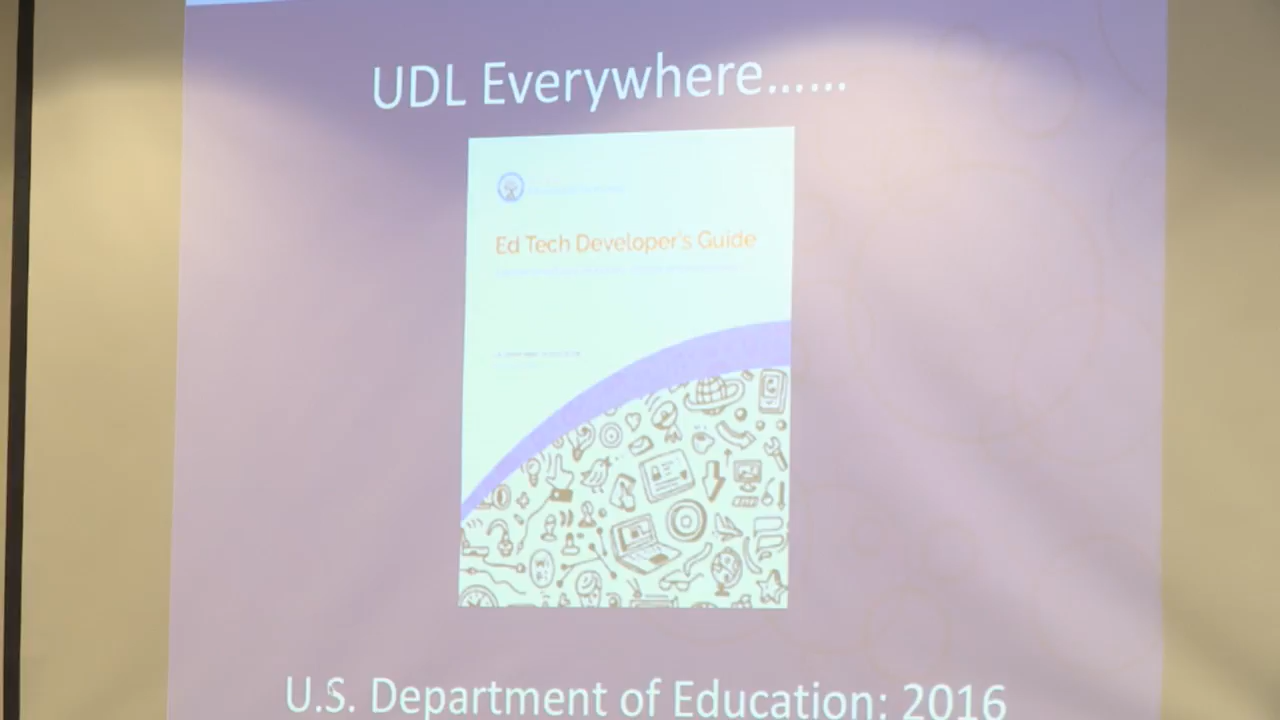 UDL Everywhere......
Ed Tech Developer's Guide
U.S. Department of Education: 2016